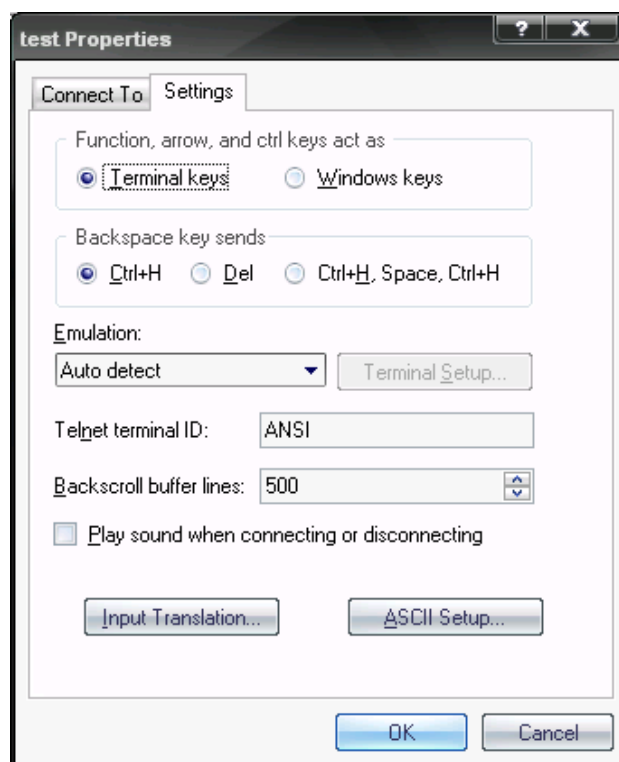 test Properties
? X
Connect To Settings
Function, arrow, and ctrl keys act as
Terminal keys Windows keys
Backspace key sends
Ctrl+H Del Ctrl+H, Space, Ctrl+H
Emulation:
Auto detect Terminal Setup...
Telnet terminal ID: ANSI
Backscroll buffer lines: 500
Play sound when connecting or disconnecting
Input Translation... ASCII Setup...
OK Cancel